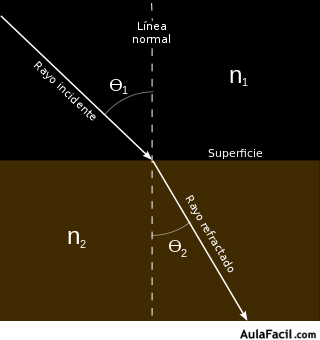 Línea
normal
Rayo incidente
Θ1
n1
Superficie
Rayo refractado
n2
Θ2
AulaFacil.com